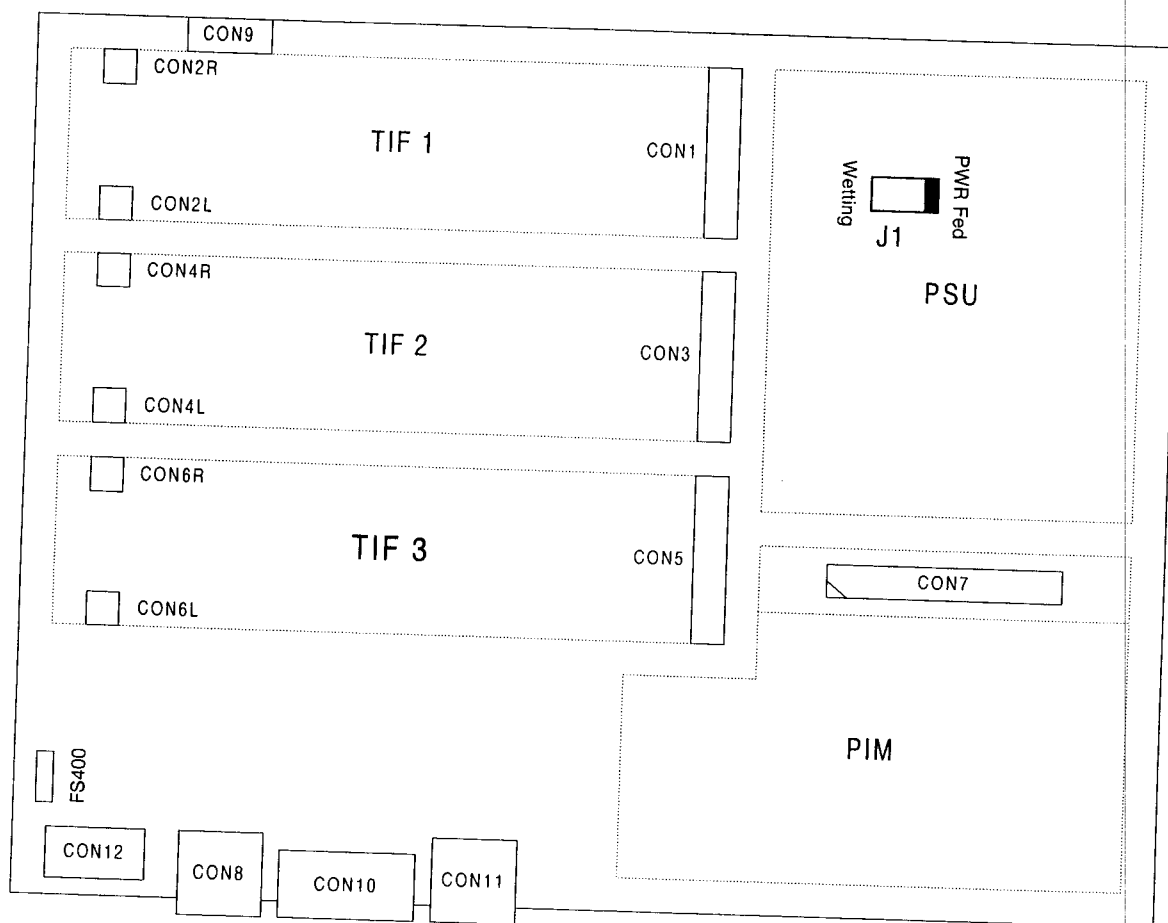 CON9
CON2R
TIF 1
CON1
CON2L
Wetting
PWR Fed
J1
PSU
CON4R
TIF 2
CON3
CON4L
CON6R
TIF 3
CON5
CON6L
CON7
PIM
FS400
CON12
CON8
CON10
CON11